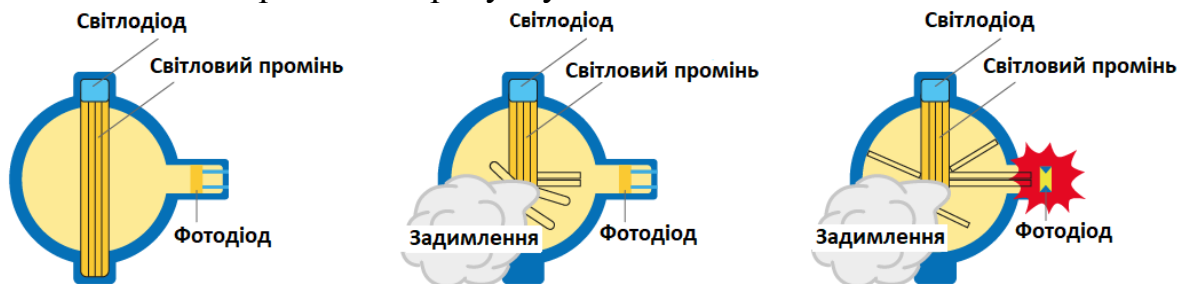 Світлодіод
Світловий промінь
Фотодіод
Світлодіод
Світловий промінь
Задимлення
Фотодіод
Світлодіод
Світловий промінь
Задимлення
Фотодіод